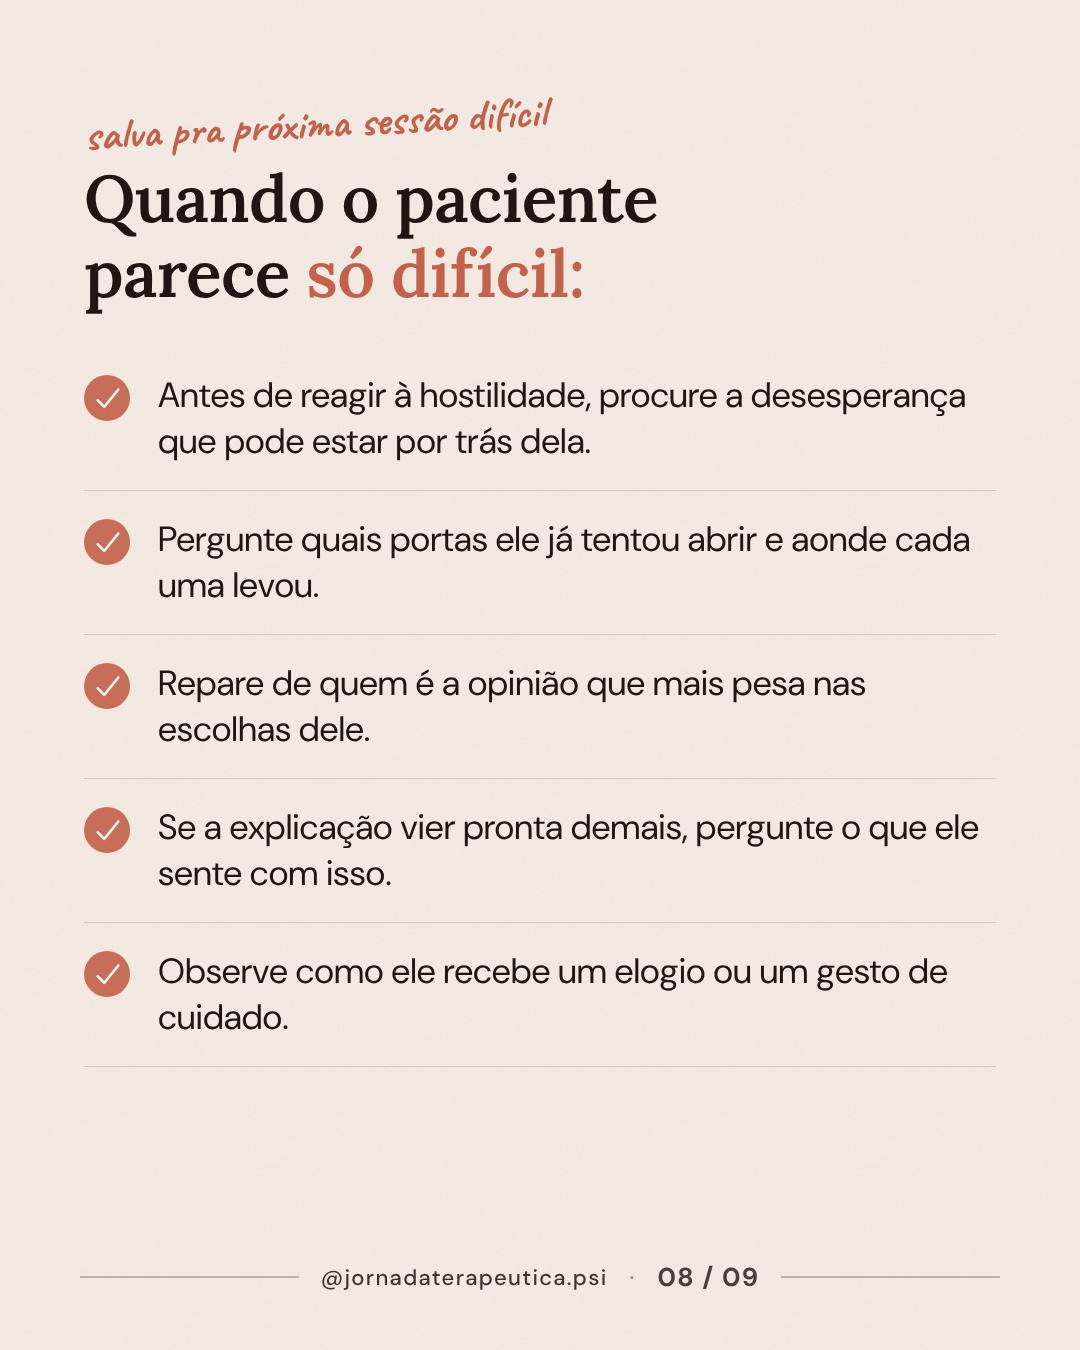 salva pra próxima sessão difícil
Quando o paciente
parece só difícil:
Antes de reagir à hostilidade, procure a desesperança
que pode estar por trás dela.
Pergunte quais portas ele já tentou abrir e aonde cada
uma levou.
Repare de quem é a opinião que mais pesa nas
escolhas dele.
Se a explicação vier pronta demais, pergunte o que ele
sente com isso.
Observe como ele recebe um elogio ou um gesto de
cuidado.
@jornadaterapeutica.psi · 08 / 09